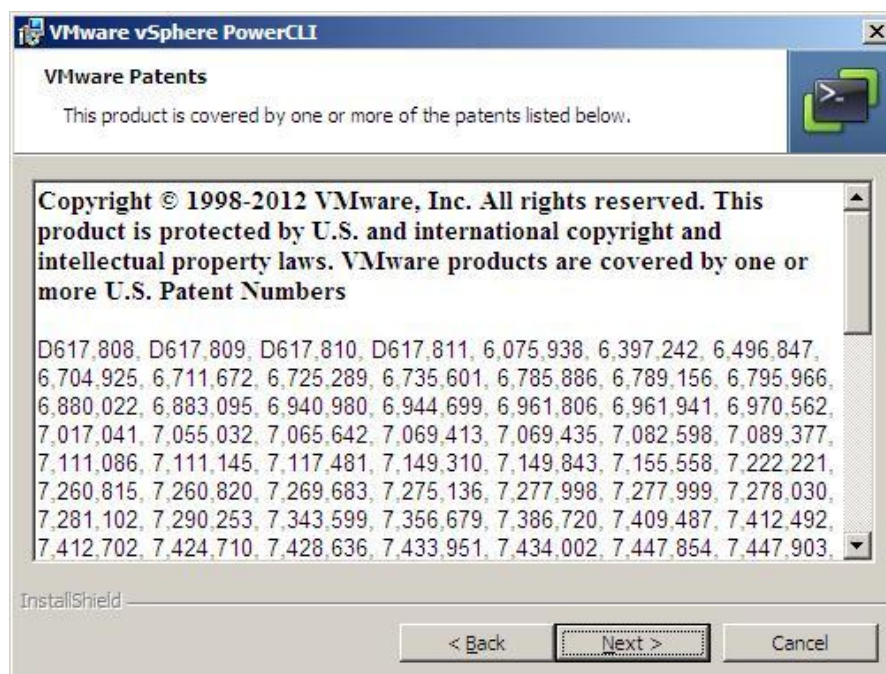 VMware vSphere PowerCLI
VMware Patents
This product is covered by one or more of the patents listed below.
Copyright © 1998-2012 VMware, Inc. All rights reserved. This
product is protected by U.S. and international copyright and
intellectual property laws. VMware products are covered by one or
more U.S. Patent Numbers
D617,808, D617,809, D617,810, D617,811, 6,075,938, 6,397,242, 6,496,847,
6,704,925, 6,711,672, 6,725,289, 6,735,601, 6,785,886, 6,789,156, 6,795,966,
6,880,022, 6,883,095, 6,940,980, 6,944,699, 6,961,806, 6,961,941, 6,970,562,
7,017,041, 7,055,032, 7,065,642, 7,069,413, 7,069,435, 7,082,598, 7,089,377,
7,111,086, 7,111,145, 7,117,481, 7,149,310, 7,149,843, 7,155,558, 7,222,221,
7,260,815, 7,260,820, 7,269,683, 7,275,136, 7,277,998, 7,277,999, 7,278,030,
7,281,102, 7,290,253, 7,343,599, 7,356,679, 7,386,720, 7,409,487, 7,412,492,
7,412,702, 7,424,710, 7,428,636, 7,433,951, 7,434,002, 7,447,854, 7,447,903,
InstallShield
< Back
Next >
Cancel